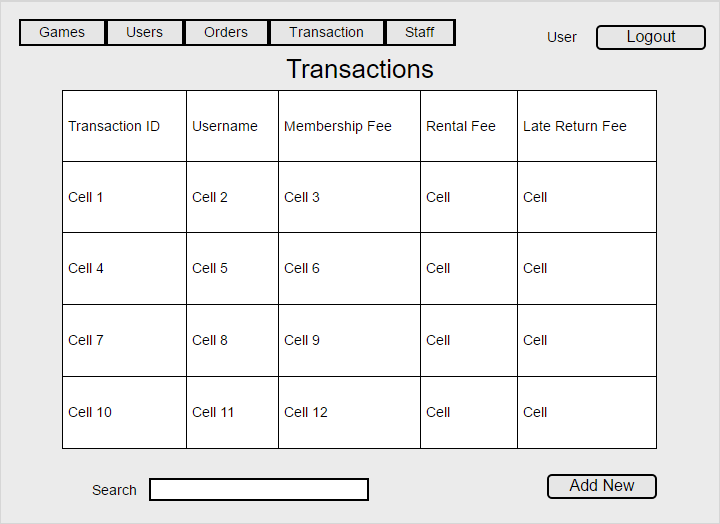 Games Users Orders Transaction Staff User Logout
Transactions
Transaction ID Username Membership Fee Rental Fee Late Return Fee
Cell 1 Cell 2 Cell 3 Cell Cell
Cell 4 Cell 5 Cell 6 Cell Cell
Cell 7 Cell 8 Cell 9 Cell Cell
Cell 10 Cell 11 Cell 12 Cell Cell
Search Add New